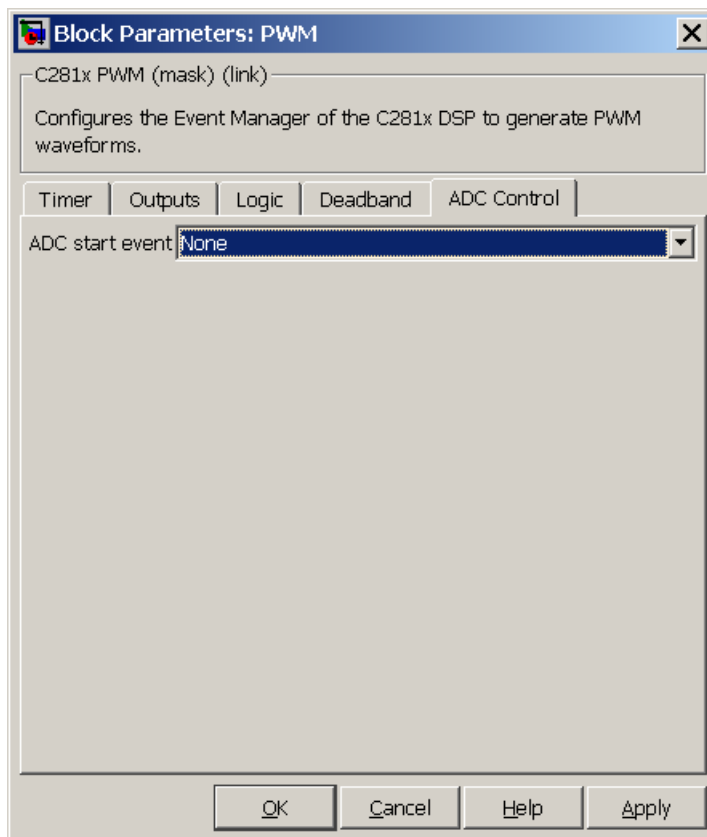 Block Parameters: PWM
C281x PWM (mask) (link)
Configures the Event Manager of the C281x DSP to generate PWM
waveforms.
Timer Outputs Logic Deadband ADC Control
ADC start event None
OK Cancel Help Apply